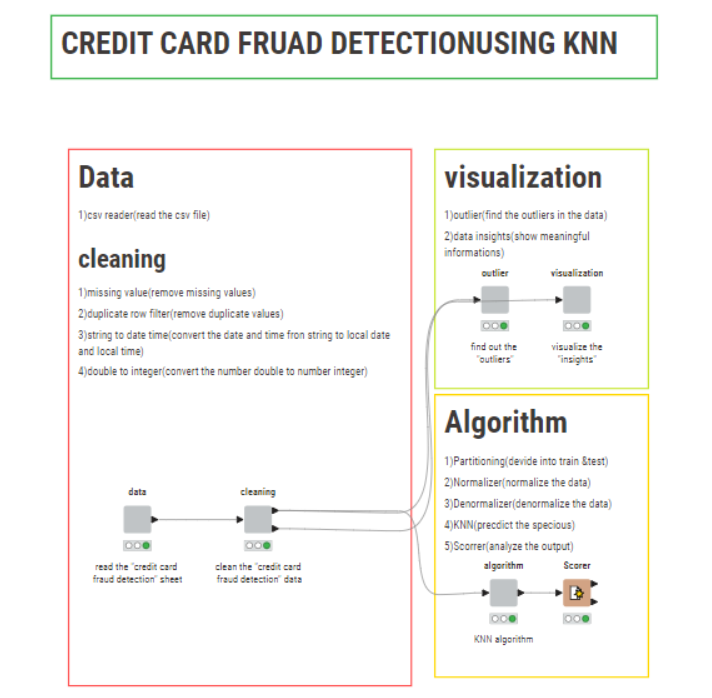 CREDIT CARD FRUAD DETECTIONUSING KNN
Data
1)csv reader(read the csv file)
cleaning
1)missing value(remove missing values)
2)duplicate row filter(remove duplicate values)
3)string to date time(convert the date and time fron string to local date
and local time)
4)double to integer(convert the number double to number integer)
data
cleaning
read the "credit card
fraud detection" sheet
clean the "credit card
fraud detection" data
visualization
1)outlier(find the outliers in the data)
2)data insights(show meaningful
informations)
outlier
visualization
find out the
"outliers"
visualize the
"insights"
Algorithm
1)Partitioning(devide into train &test)
2)Normalizer(normalize the data)
3)Denormalizer(denormalize the data)
4)KNN(precdict the specious)
5)Scorrer(analyze the output)
algorithm
Scorer
KNN algorithm